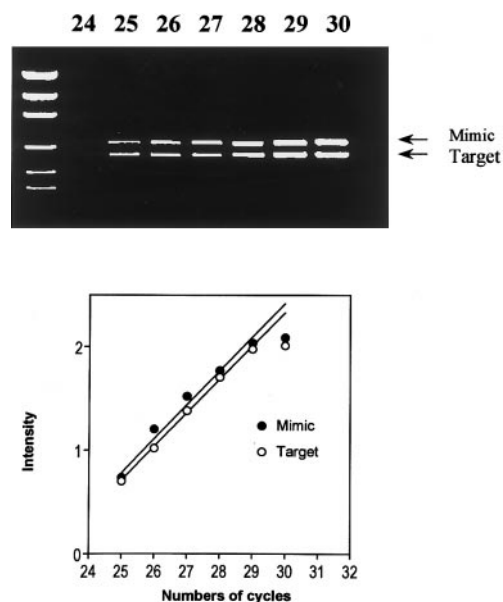 24 25 26 27 28 29 30
Mimic
Target
2
1
0
Intensity
Mimic
Target
24 25 26 27 28 29 30 31 32
Numbers of cycles